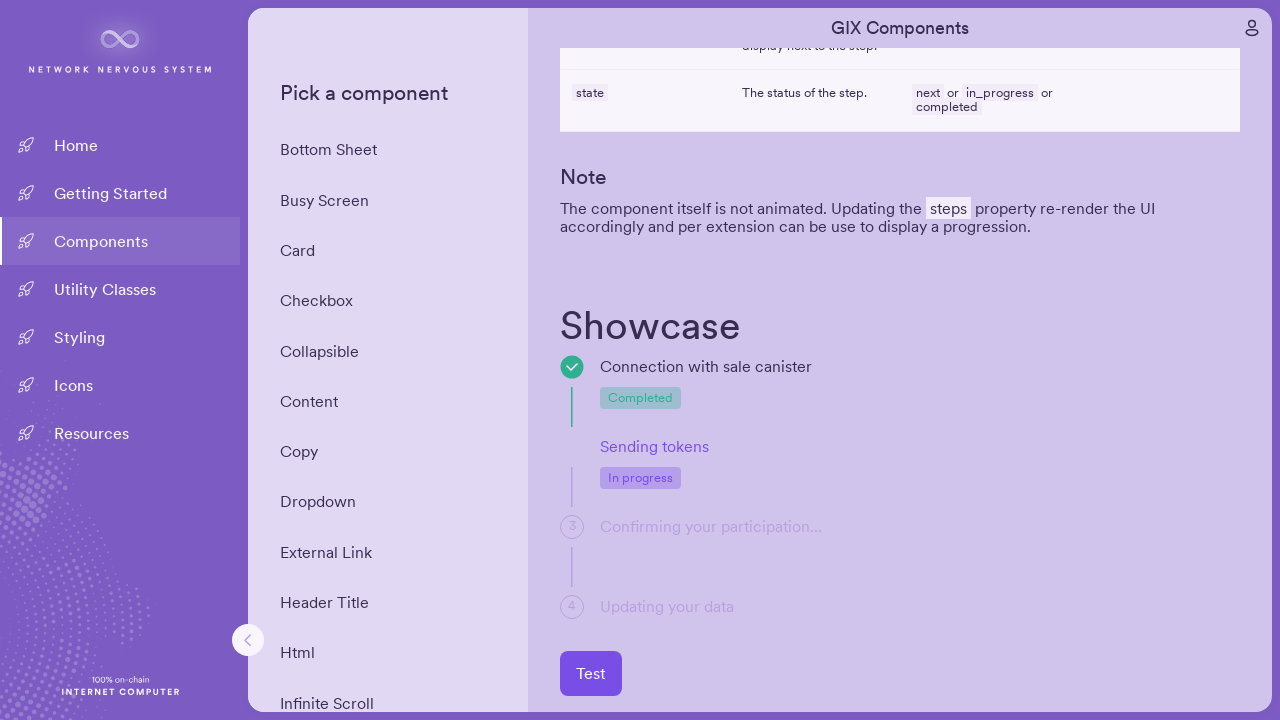 NETWORK NERVOUS SYSTEM
Home
Getting Started
Components
Utility Classes
Styling
Icons
Resources
100% on-chain
INTERNET COMPUTER
Pick a component
Bottom Sheet
Busy Screen
Card
Checkbox
Collapsible
Content
Copy
Dropdown
External Link
Header Title
Html
Infinite Scroll
GIX Components
display next to the step.
state The status of the step. next or in_progress or
completed
Note
The component itself is not animated. Updating the steps property re-render the UI
accordingly and per extension can be use to display a progression.
Showcase
Connection with sale canister
Completed
Sending tokens
In progress
3 Confirming your participation...
4 Updating your data
Test